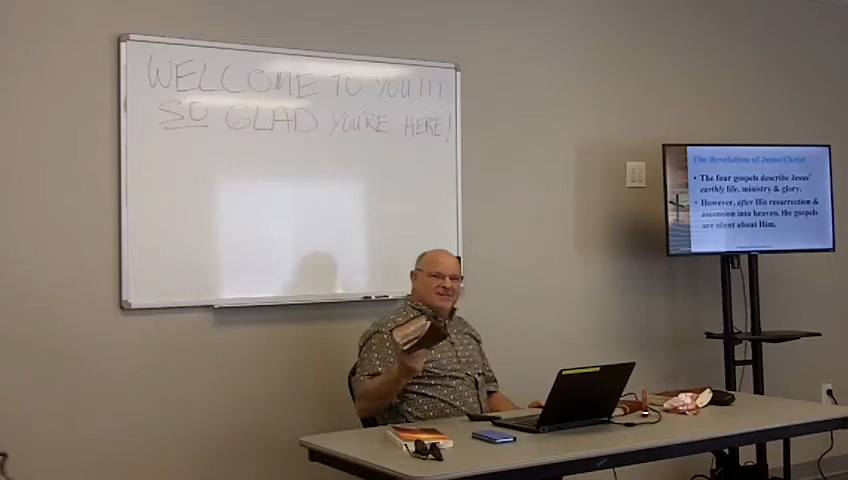 WELCOME TO YOU!!!
SO GLAD YOU'RE HERE!
The Revelation of Jesus Christ
• The four gospels describe Jesus'
earthly life, ministry & glory.
• However, after His resurrection &
ascension into heaven, the gospels
are silent about Him.